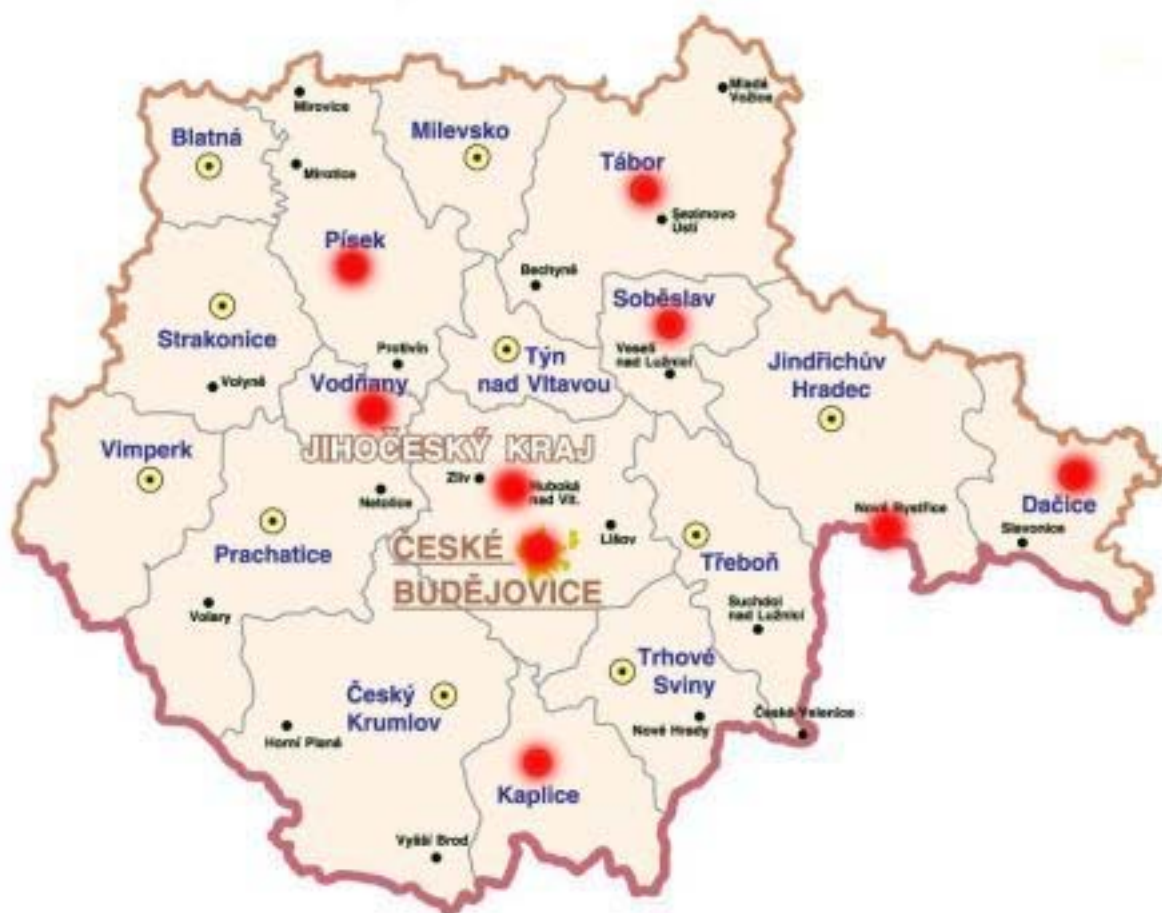 Mladá
Vožice
Mirovice
Blatná
Milevsko
Mirotice
Tábor
Sezimovo
Ústí
Písek
Bechyně
Soběslav
Strakonice
Protivín
Týn
nad Vltavou
Veselí
nad Lužnicí
Jindřichův
Hradec
Volyně
Vodňany
Vimperk
JIHOČESKÝ KRAJ
Zliv
Huboká
nad Vlt.
Netolice
Nová Bystřice
Dačice
Slavonice
Prachatice
ČESKÉ
BUDĚJOVICE
Lišov
Třeboň
Volary
Suchdol
nad Lužnicí
Trhové
Sviny
Český
Krumlov
Horní Planá
Nové Hrady
České Velenice
Kaplice
Vyšší Brod